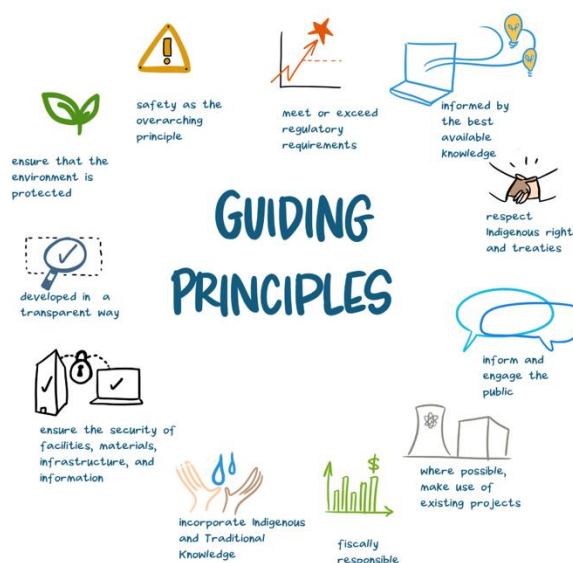 GUIDING
PRINCIPLES
safety as the
overarching
principle
meet or exceed
regulatory
requirements
informed by
the best
available
knowledge
respect
Indigenous right
and treaties
inform and
engage the
public
where possible,
make use of
existing projects
$
fiscally
responsible
incorporate Indigenous
and Traditional
Knowledge
ensure the security of
facilities, materials,
infrastructure, and
information
developed in a
transparent way
ensure that the
environment is
protected